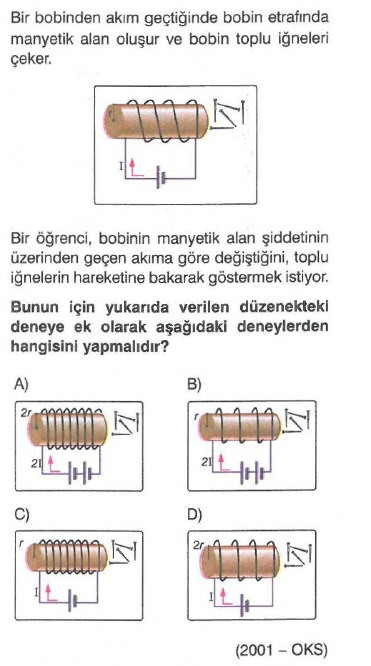 Bir bobinden akım geçtiğinde bobin etrafında
manyetik alan oluşur ve bobin toplu iğneleri
çeker.
r
I
Bir öğrenci, bobinin manyetik alan şiddetinin
üzerinden geçen akıma göre değiştiğini, toplu
iğnelerin hareketine bakarak göstermek istiyor.
Bunun için yukarıda verilen düzenekteki
deneye ek olarak aşağıdaki deneylerden
hangisini yapmalıdır?
A)
2r
2I
B)
r
2I
C)
r
I
D)
2r
I
(2001 – OKS)